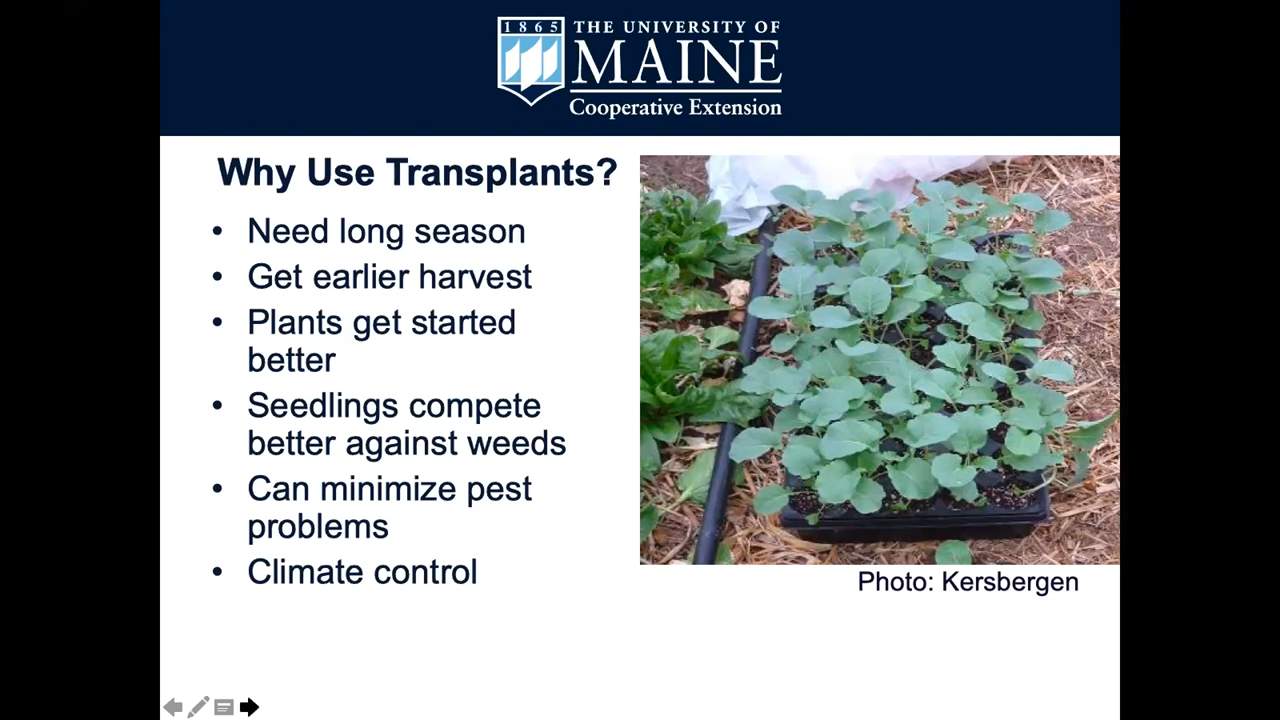 1865
THE UNIVERSITY OF
MAINE
Cooperative Extension
Why Use Transplants?
• Need long season
• Get earlier harvest
• Plants get started
better
• Seedlings compete
better against weeds
• Can minimize pest
problems
• Climate control
Photo: Kersbergen